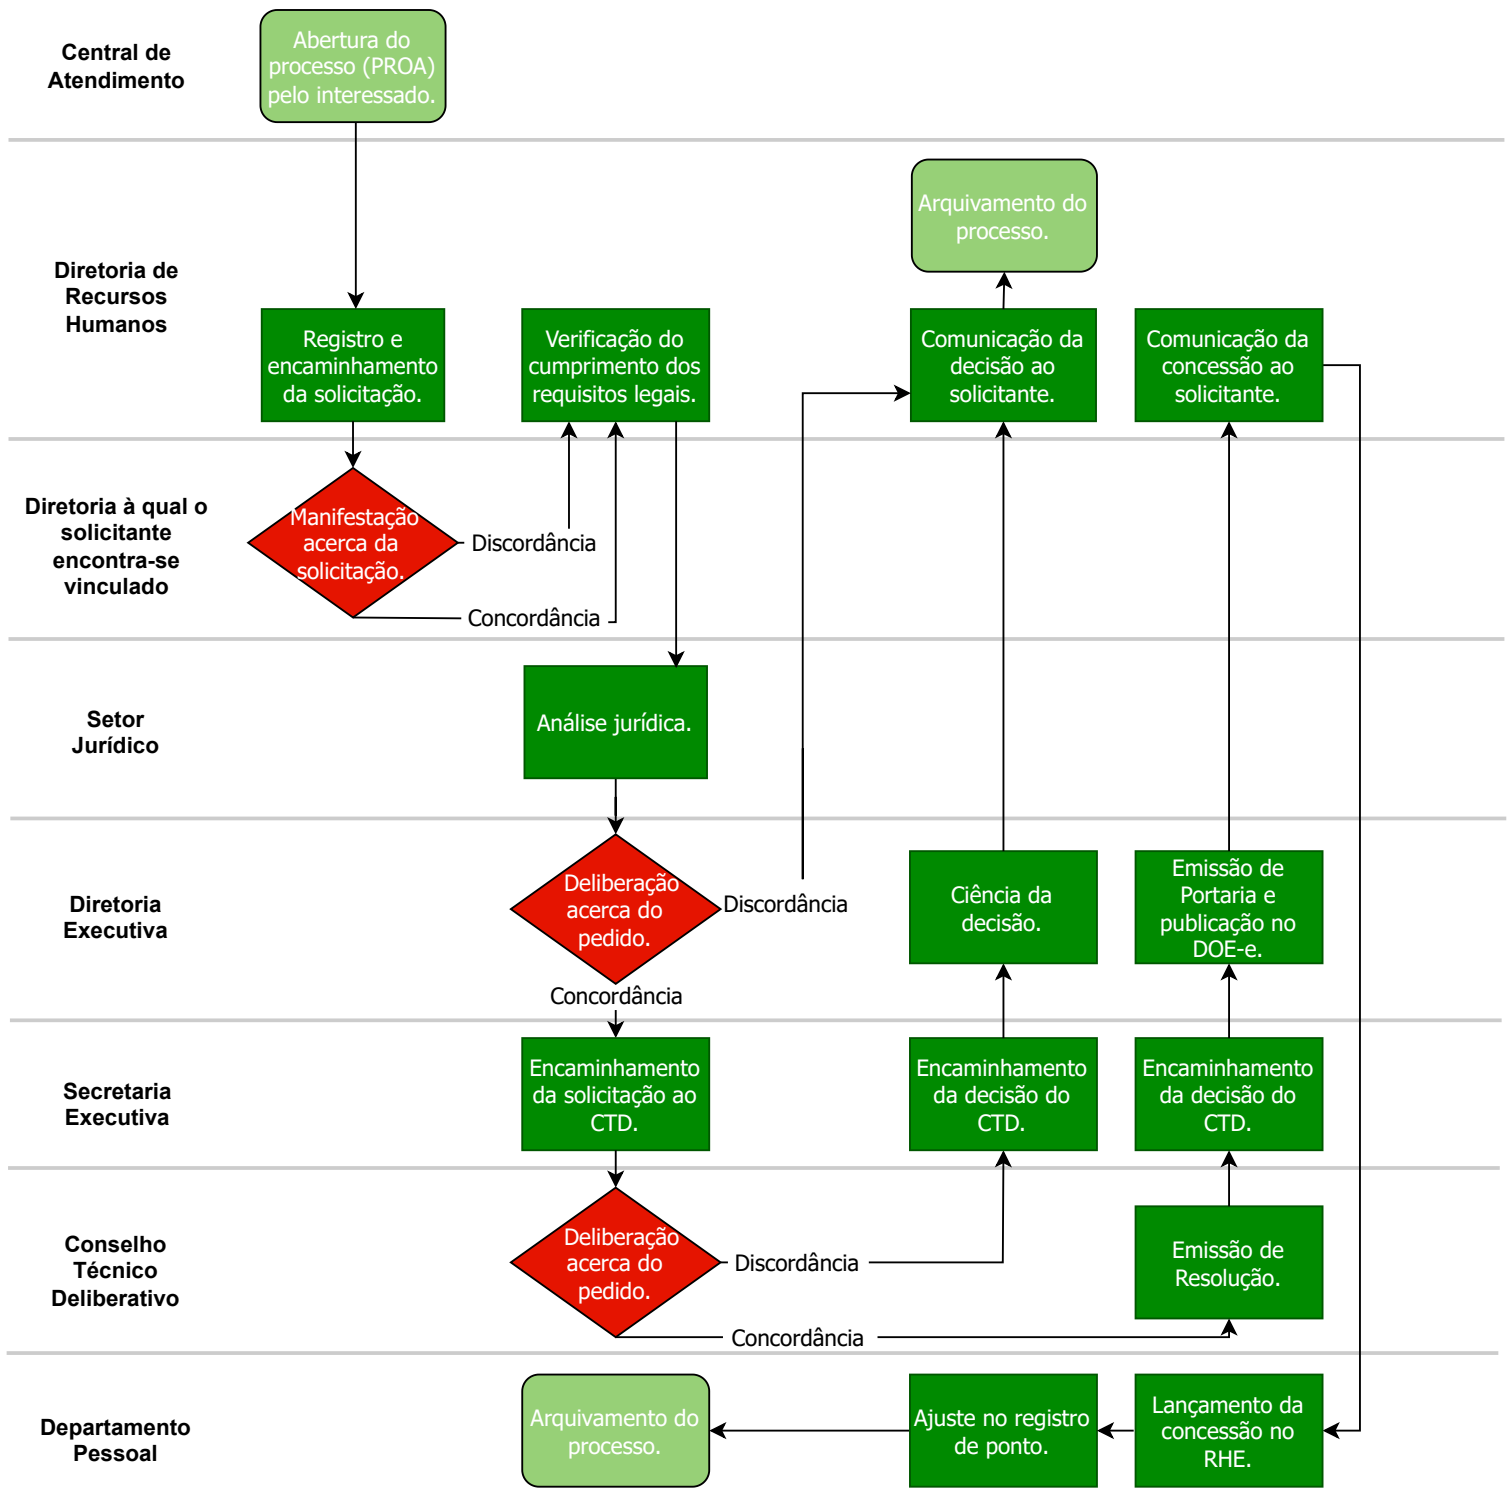 Central de
Atendimento
Abertura do
processo (PROA)
pelo interessado.
Diretoria de
Recursos
Humanos
Arquivamento do
processo.
Registro e
encaminhamento
da solicitação.
Verificação do
cumprimento dos
requisitos legais.
Comunicação da
decisão ao
solicitante.
Comunicação da
concessão ao
solicitante.
Diretoria à qual o
solicitante
encontra-se
vinculado
Manifestação
acerca da
solicitação.
Discordância
Concordância
Setor
Jurídico
Análise jurídica.
Diretoria
Executiva
Deliberação
acerca do
pedido.
Discordância
Concordância
Ciência da
decisão.
Emissão de
Portaria e
publicação no
DOE-e.
Secretaria
Executiva
Encaminhamento
da solicitação ao
CTD.
Encaminhamento
da decisão do
CTD.
Encaminhamento
da decisão do
CTD.
Conselho
Técnico
Deliberativo
Deliberação
acerca do
pedido.
Discordância
Concordância
Emissão de
Resolução.
Departamento
Pessoal
Arquivamento do
processo.
Ajuste no registro
de ponto.
Lançamento da
concessão no
RHE.